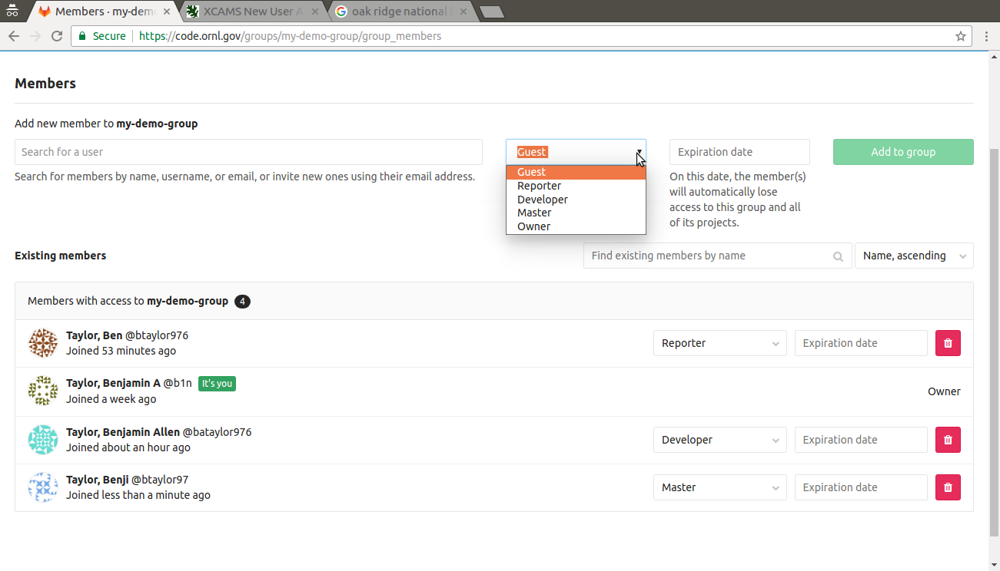 Members · my-demo
XCAMS New User A
oak ridge national l
Secure https://code.ornl.gov/groups/my-demo-group/group_members
Members
Add new member to my-demo-group
Search for a user
Guest
Expiration date
Add to group
Search for members by name, username, or email, or invite new ones using their email address.
Guest
Reporter
Developer
Master
Owner
On this date, the member(s)
will automatically lose
access to this group and all
of its projects.
Existing members
Find existing members by name
Name, ascending
Members with access to my-demo-group 4
Taylor, Ben @btaylor976
Joined 53 minutes ago
Reporter
Expiration date
Taylor, Benjamin A @b1n It's you
Joined a week ago
Owner
Taylor, Benjamin Allen @bataylor976
Joined about an hour ago
Developer
Expiration date
Taylor, Benji @btaylor97
Joined less than a minute ago
Master
Expiration date